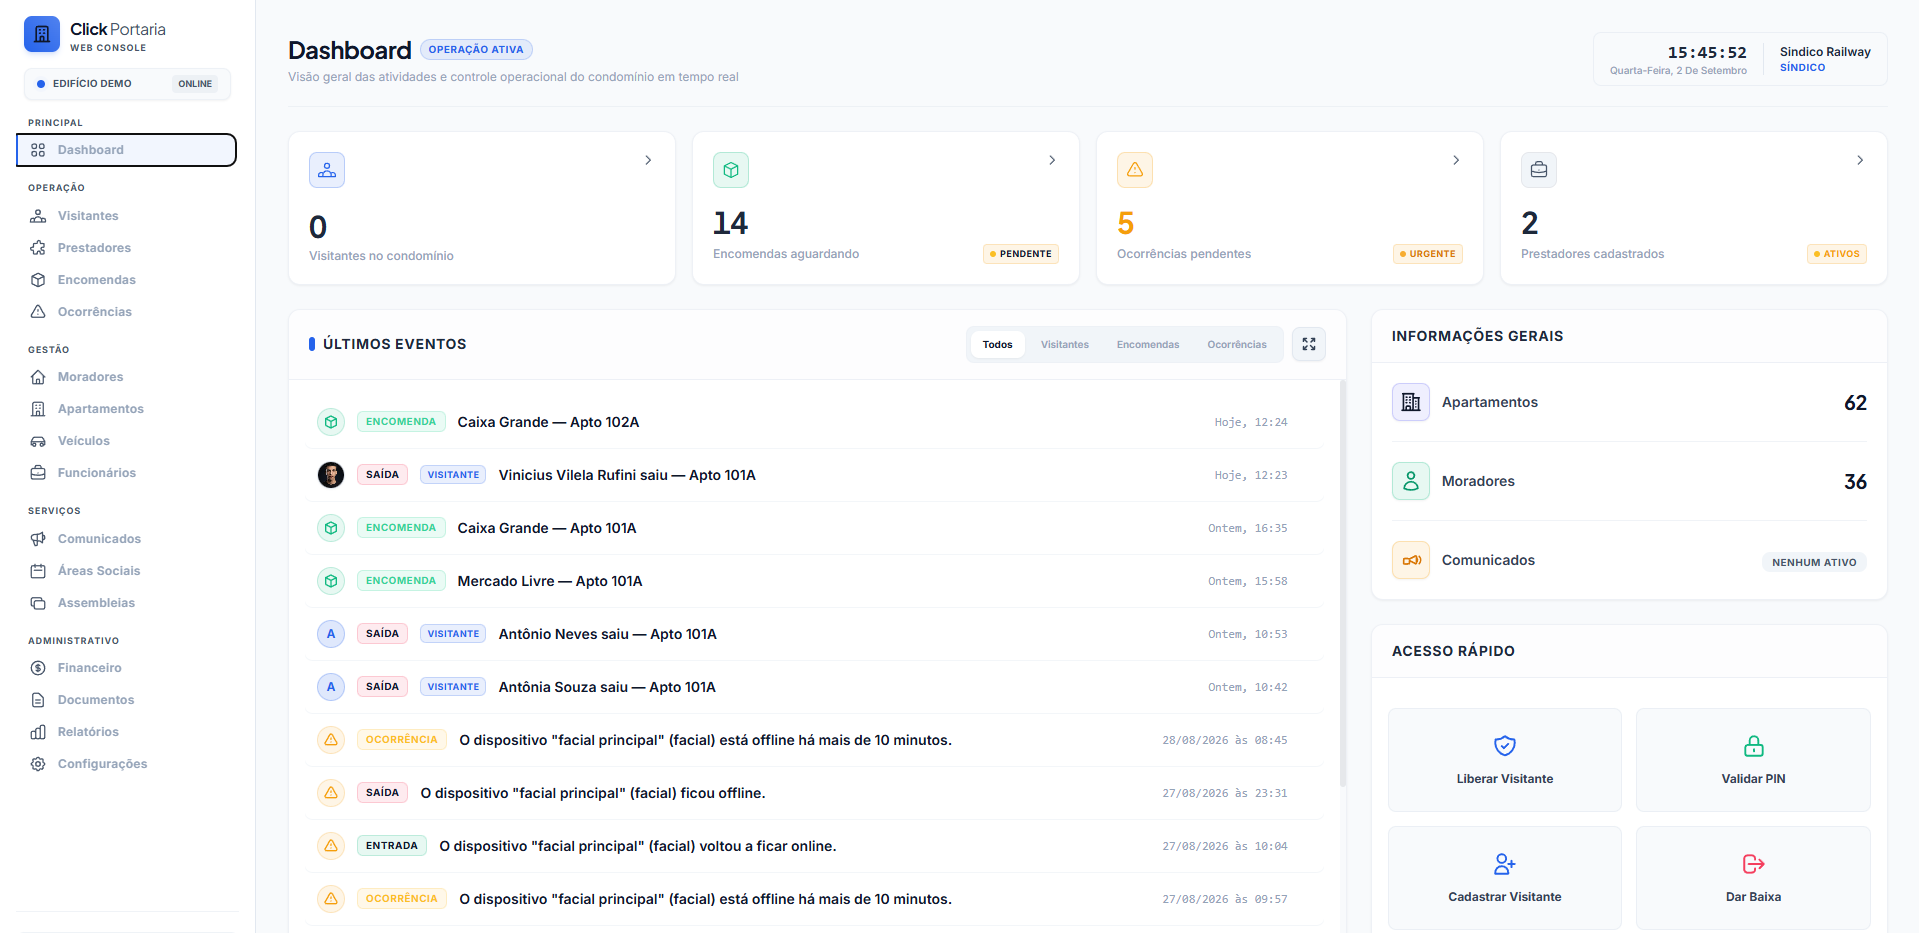 Click Portaria
WEB CONSOLE
EDIFÍCIO DEMO ONLINE
PRINCIPAL
Dashboard
OPERAÇÃO
Visitantes
Prestadores
Encomendas
Ocorrências
GESTÃO
Moradores
Apartamentos
Veículos
Funcionários
SERVIÇOS
Comunicados
Áreas Sociais
Assembleias
ADMINISTRATIVO
Financeiro
Documentos
Relatórios
Configurações
Dashboard OPERAÇÃO ATIVA
Visão geral das atividades e controle operacional do condomínio em tempo real
15:45:52
Quarta-Feira, 2 De Setembro
Sindico Railway
SÍNDICO
0
Visitantes no condomínio
14
Encomendas aguardando PENDENTE
5
Ocorrências pendentes URGENTE
2
Prestadores cadastrados ATIVOS
ÚLTIMOS EVENTOS Todos Visitantes Encomendas Ocorrências
ENCOMENDA Caixa Grande — Apto 102A Hoje, 12:24
SAÍDA VISITANTE Vinicius Vilela Rufini saiu — Apto 101A Hoje, 12:23
ENCOMENDA Caixa Grande — Apto 101A Ontem, 16:35
ENCOMENDA Mercado Livre — Apto 101A Ontem, 15:58
A SAÍDA VISITANTE Antônio Neves saiu — Apto 101A Ontem, 10:53
A SAÍDA VISITANTE Antônia Souza saiu — Apto 101A Ontem, 10:42
OCORRÊNCIA O dispositivo "facial principal" (facial) está offline há mais de 10 minutos. 28/08/2026 às 08:45
SAÍDA O dispositivo "facial principal" (facial) ficou offline. 27/08/2026 às 23:31
ENTRADA O dispositivo "facial principal" (facial) voltou a ficar online. 27/08/2026 às 10:04
OCORRÊNCIA O dispositivo "facial principal" (facial) está offline há mais de 10 minutos. 27/08/2026 às 09:57
INFORMAÇÕES GERAIS
Apartamentos 62
Moradores 36
Comunicados NENHUM ATIVO
ACESSO RÁPIDO
Liberar Visitante
Validar PIN
Cadastrar Visitante
Dar Baixa